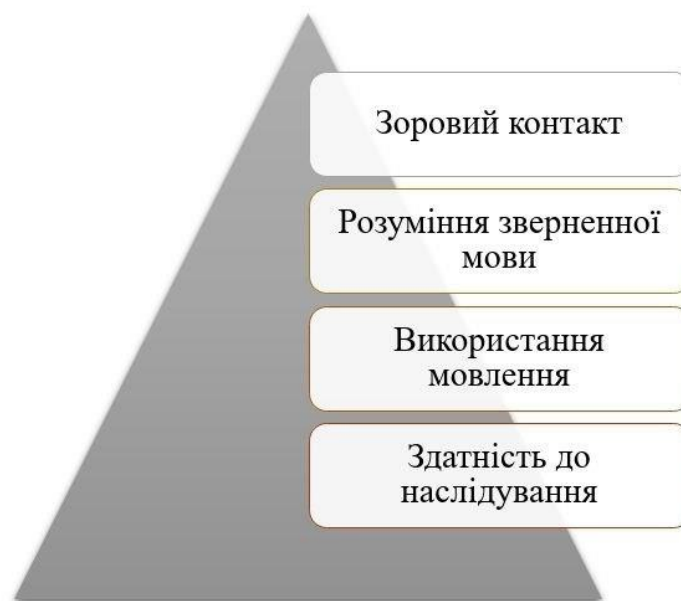 Зоровий контакт
Розуміння зверненної
мови
Використання
мовлення
Здатність до
наслідування